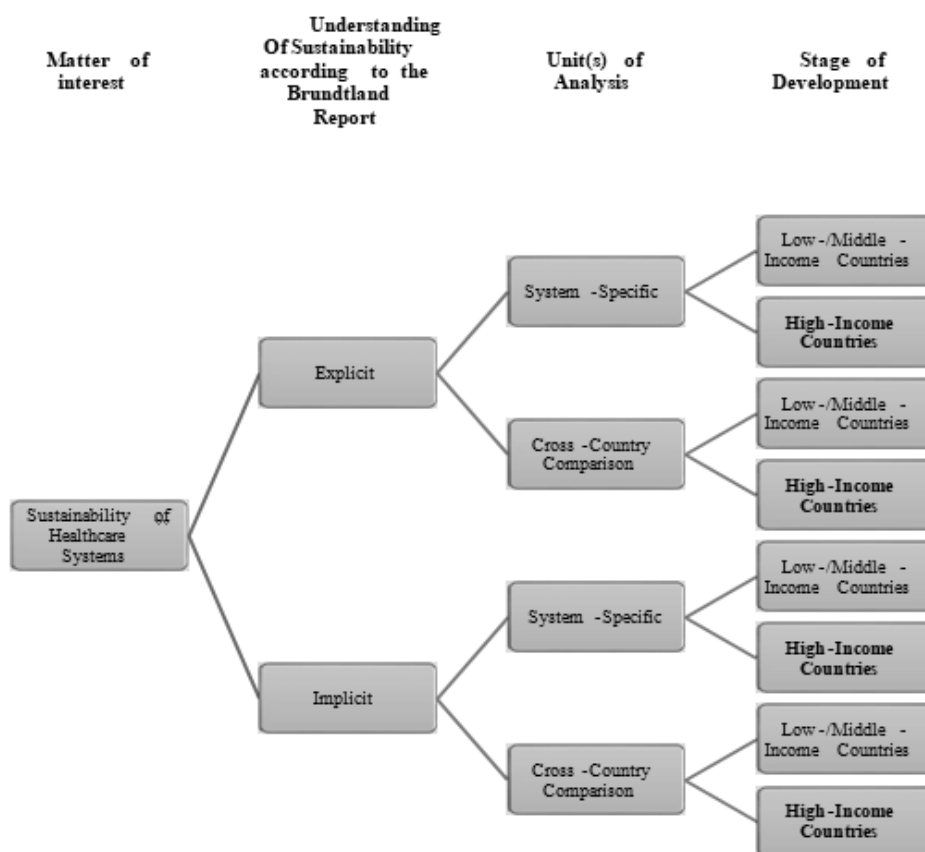 Matter of
interest
Understanding
Of Sustainability
according to the
Brundtland
Report
Unit(s) of
Analysis
Stage of
Development
Sustainability of
Healthcare
Systems
Explicit
Implicit
System -Specific
Cross -Country
Comparison
System -Specific
Cross -Country
Comparison
Low-/Middle -
Income Countries
High-Income
Countries
Low-/Middle -
Income Countries
High-Income
Countries
Low-/Middle -
Income Countries
High-Income
Countries
Low-/Middle -
Income Countries
High-Income
Countries